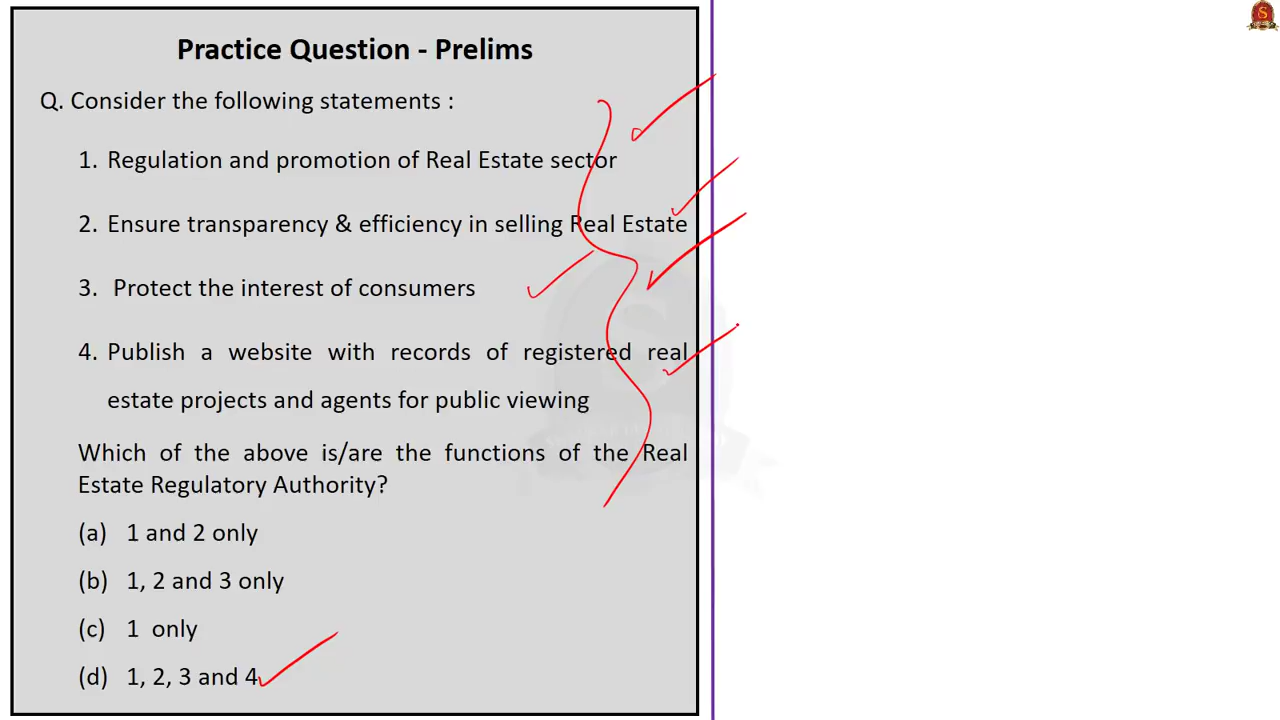 Practice Question - Prelims
Q. Consider the following statements :
1. Regulation and promotion of Real Estate sector
2. Ensure transparency & efficiency in selling Real Estate
3. Protect the interest of consumers
4. Publish a website with records of registered real
estate projects and agents for public viewing
Which of the above is/are the functions of the Real
Estate Regulatory Authority?
(a) 1 and 2 only
(b) 1, 2 and 3 only
(c) 1 only
(d) 1, 2, 3 and 4
S